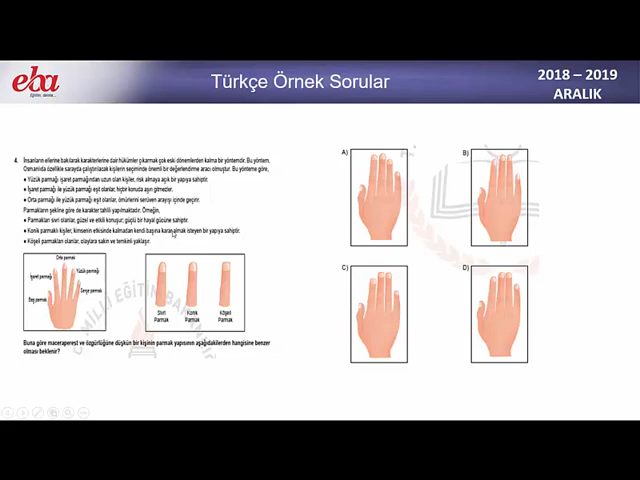 eba
Türkçe Örnek Sorular
2018 – 2019
ARALIK
4. İnsanların ellerine bakılarak karakterlerine dair hükümler çıkarmak çok eski dönemlerden kalma bir yöntemdir. Bu yöntem,
Osmanlıda özellikle sarayda çalıştırılacak kişilerin seçiminde önemli bir değerlendirme aracı olmuştur. Bu yönteme göre,
● Yüzük parmağı işaret parmağından uzun olan kişiler, risk almaya açık bir yapıya sahiptir.
● İşaret parmağı ile yüzük parmağı eşit olanlar, hiçbir konuda aşırı gitmezler.
● Orta parmağı ile yüzük parmağı eşit olanlar, ömürlerini serüven arayışı içinde geçirir.
Parmakların şekline göre de karakter tahlili yapılmaktadır. Örneğin,
● Parmakları sivri olanlar, güzel ve etkili konuşur; güçlü bir hayal gücüne sahiptir.
● Konik parmaklı kişiler, kimsenin etkisinde kalmadan kendi başına karar almak isteyen bir yapıya sahiptir.
● Köşeli parmakları olanlar, olaylara sakin ve temkinli yaklaşır.
Orta parmak
Yüzük parmağı
İşaret parmağı
Serçe parmak
Baş parmak
Sivri Parmak
Konik Parmak
Köşeli Parmak
Buna göre maceraperest ve özgürlüğüne düşkün bir kişinin parmak yapısının aşağıdakilerden hangisine benzer
olması beklenir?
A)
B)
C)
D)